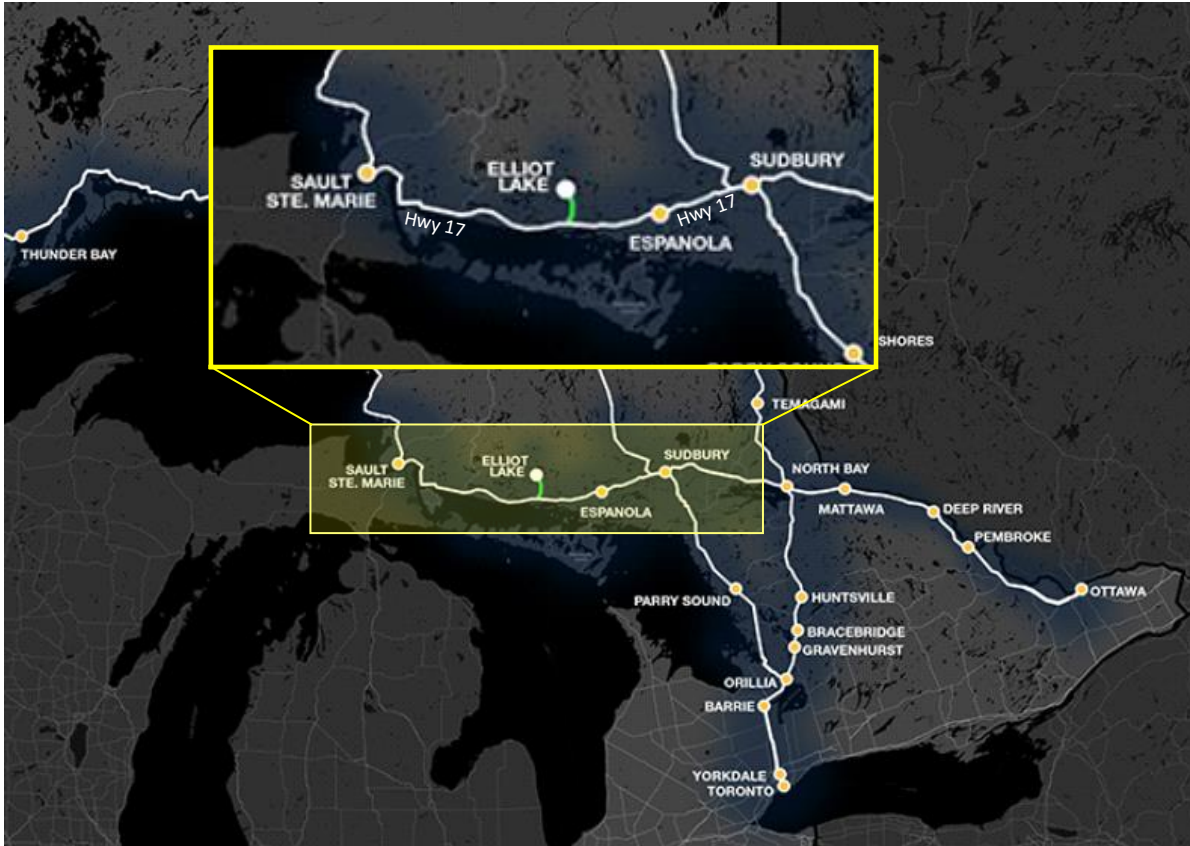 SUDBURY
ELLIOT
LAKE
SAULT
STE. MARIE
Hwy 17
Hwy 17
ESPANOLA
THUNDER BAY
SHORES
TEMAGAMI
SUDBURY
ELLIOT
LAKE
SAULT
STE. MARIE
NORTH BAY
ESPANOLA
MATTAWA
DEEP RIVER
PEMBROKE
OTTAWA
PARRY SOUND
HUNTSVILLE
BRACEBRIDGE
GRAVENHURST
ORILLIA
BARRIE
YORKDALE
TORONTO